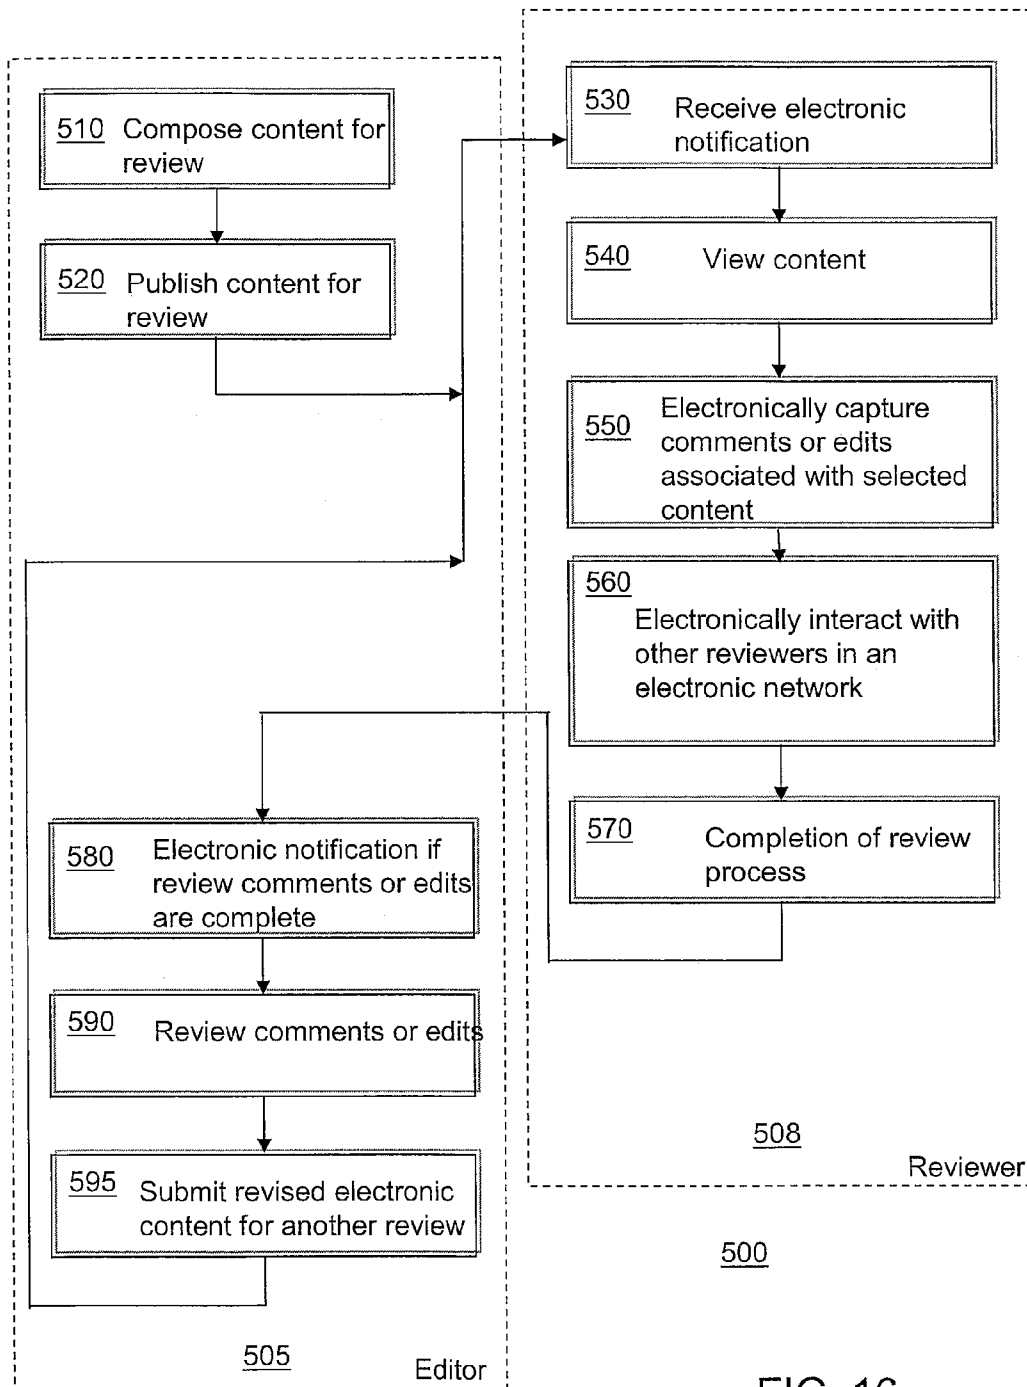 510 Compose content for
review
520 Publish content for
review
530 Receive electronic
notification
540 View content
550 Electronically capture
comments or edits
associated with selected
content
560
Electronically interact with
other reviewers in an
electronic network
570 Completion of review
process
580 Electronic notification if
review comments or edits
are complete
590 Review comments or edits
595 Submit revised electronic
content for another review
508
Reviewer
500
505
Editor
FIG. 16